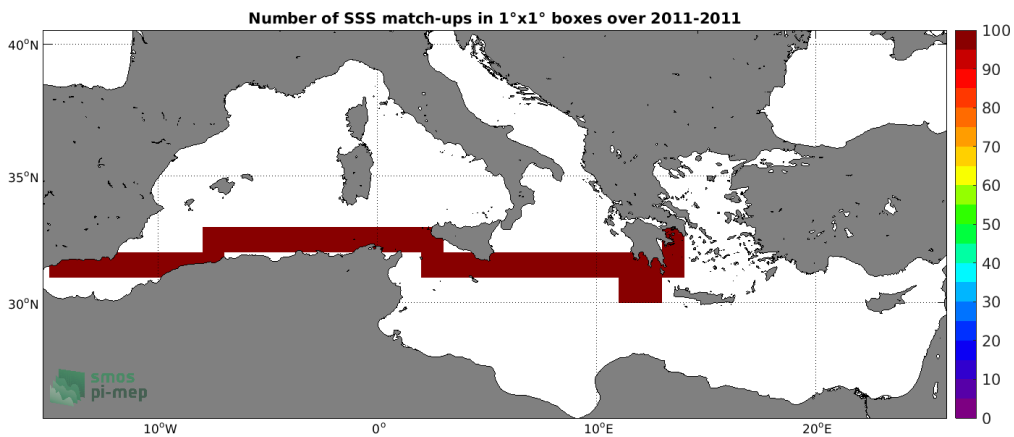 Number of SSS match-ups in 1°x1° boxes over 2011-2011
40°N
35°N
30°N
10°W
0°
10°E
20°E
100
90
80
70
60
50
40
30
20
10
0
smos
pi-mep